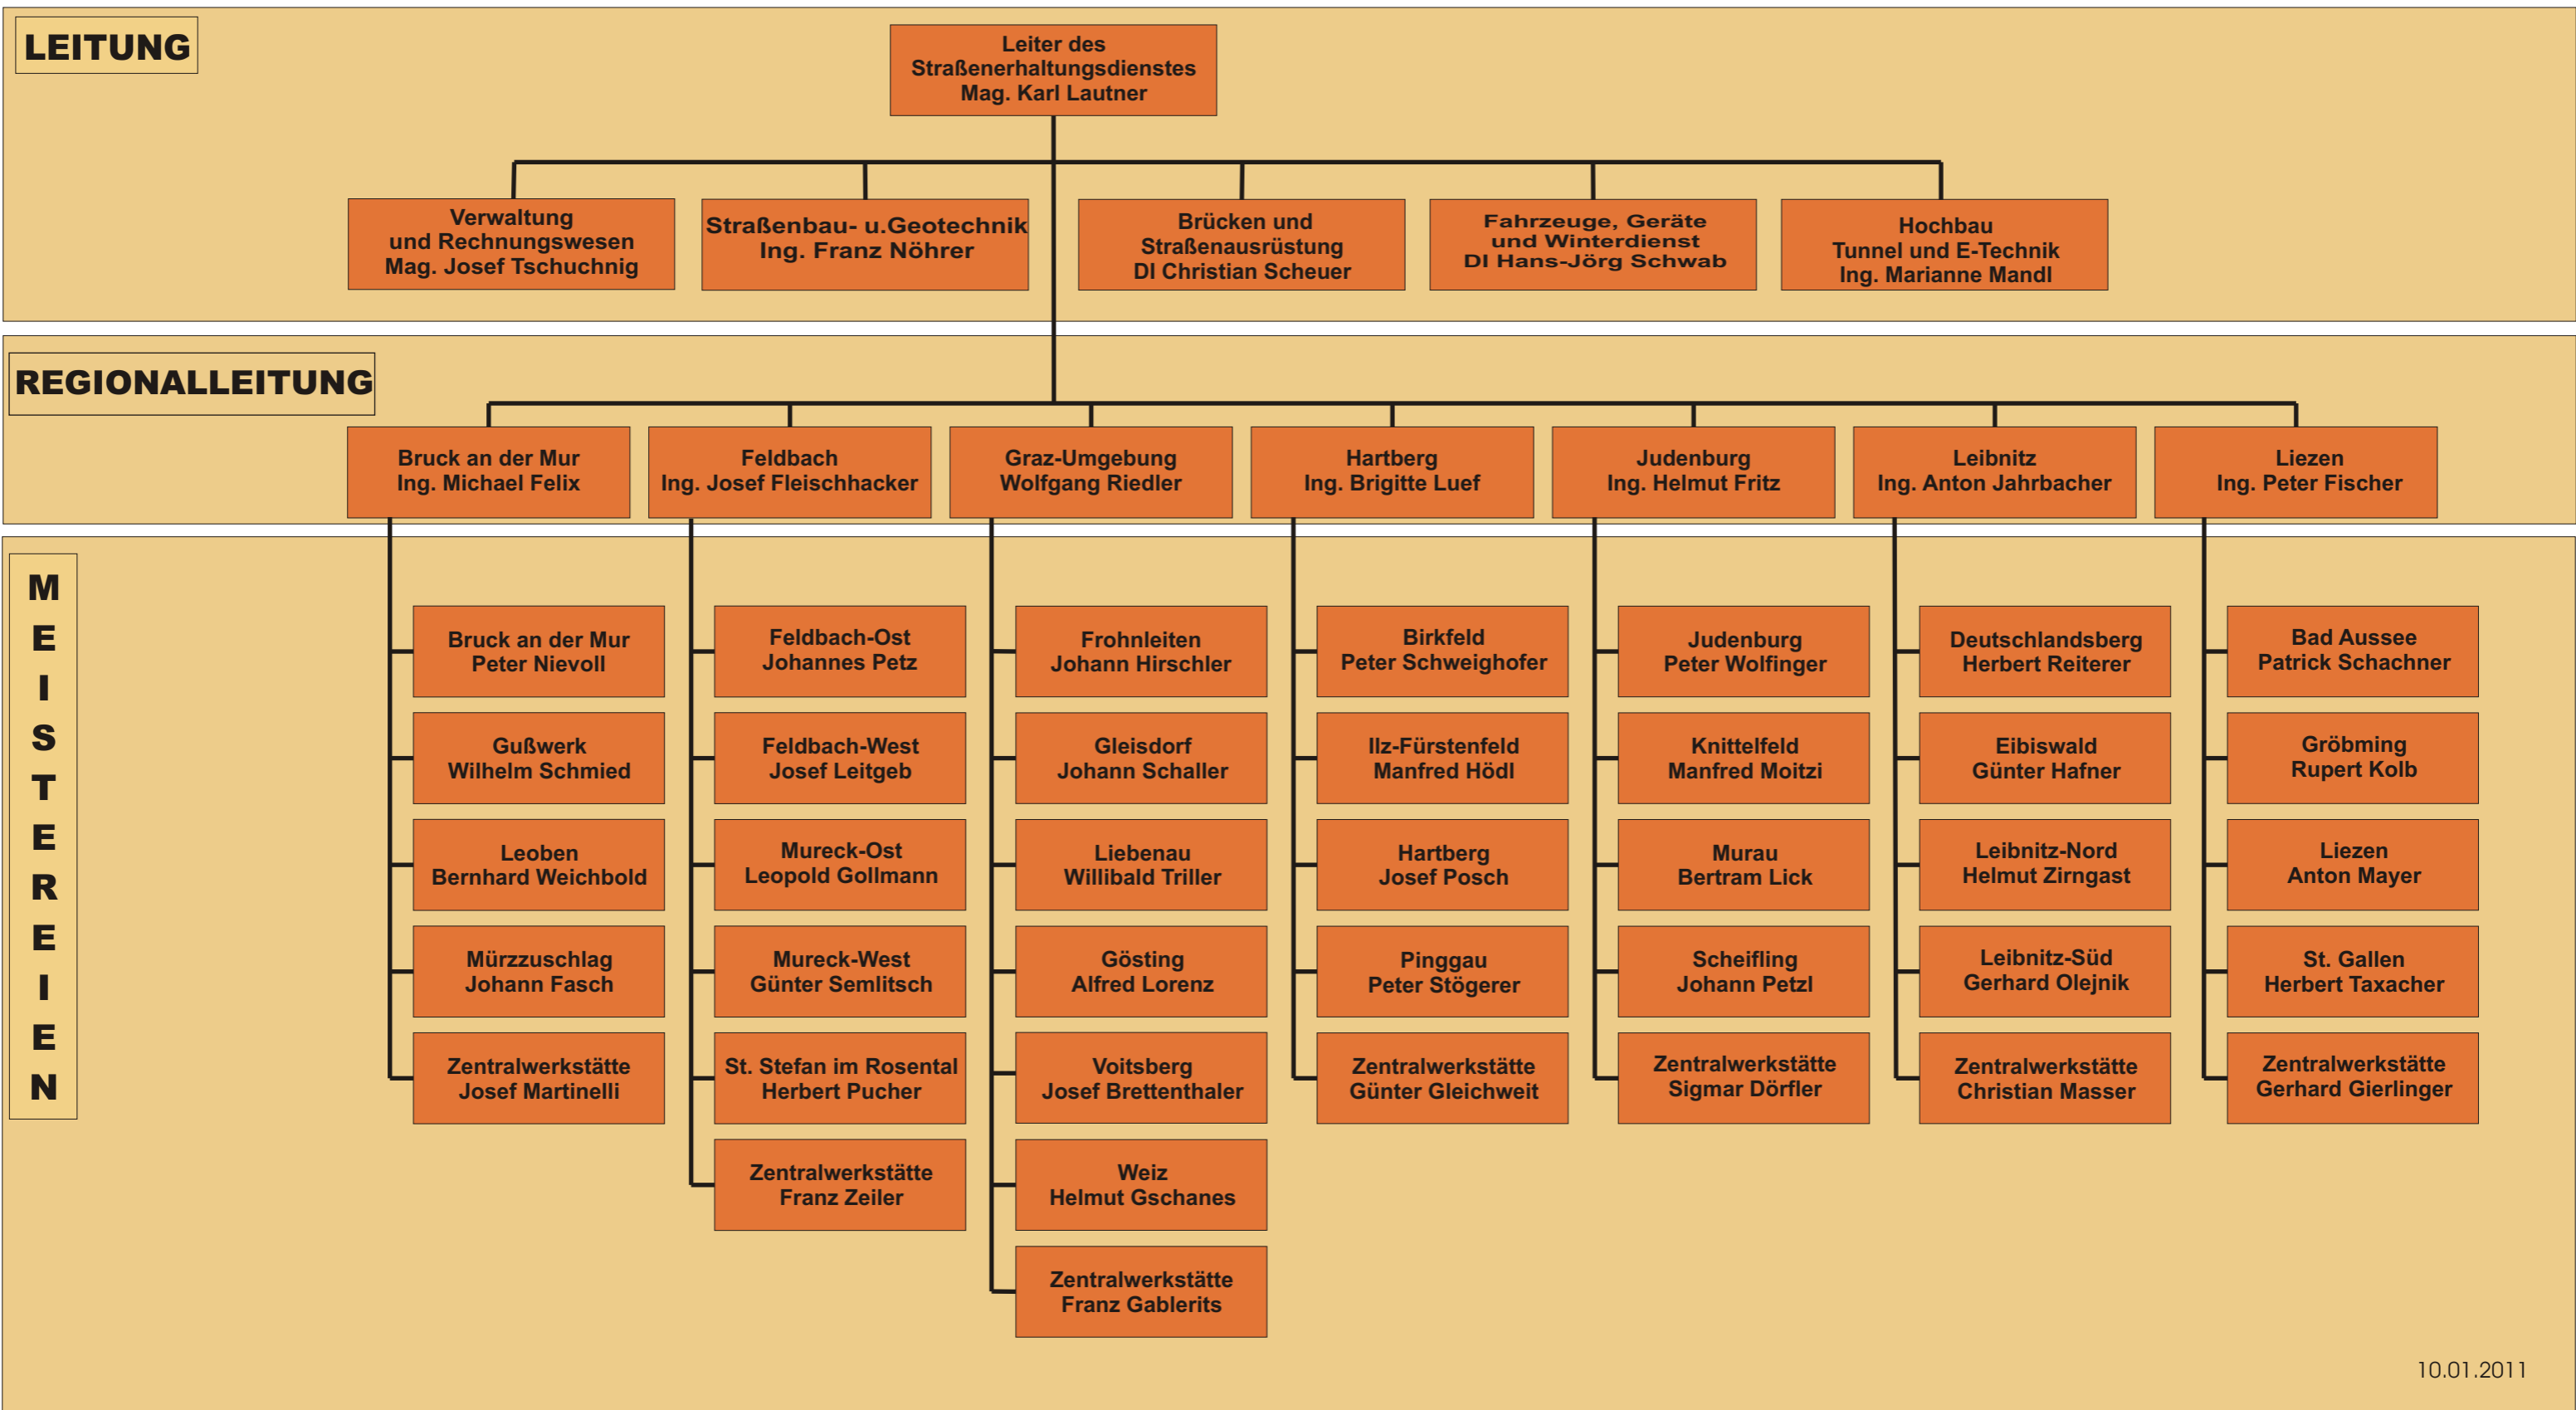 LEITUNG
Leiter des
Straßenerhaltungsdienstes
Mag. Karl Lautner
Verwaltung
und Rechnungswesen
Mag. Josef Tschuchnig
Straßenbau- u.Geotechnik
Ing. Franz Nöhrer
Brücken und
Straßenausrüstung
DI Christian Scheuer
Fahrzeuge, Geräte
und Winterdienst
DI Hans-Jörg Schwab
Hochbau
Tunnel und E-Technik
Ing. Marianne Mandl
REGIONALLEITUNG
Bruck an der Mur
Ing. Michael Felix
Feldbach
Ing. Josef Fleischhacker
Graz-Umgebung
Wolfgang Riedler
Hartberg
Ing. Brigitte Luef
Judenburg
Ing. Helmut Fritz
Leibnitz
Ing. Anton Jahrbacher
Liezen
Ing. Peter Fischer
MEISTEREIEN
Bruck an der Mur
Peter Nievoll
Gußwerk
Wilhelm Schmied
Leoben
Bernhard Weichbold
Mürzzuschlag
Johann Fasch
Zentralwerkstätte
Josef Martinelli
Feldbach-Ost
Johannes Petz
Feldbach-West
Josef Leitgeb
Mureck-Ost
Leopold Gollmann
Mureck-West
Günter Semlitsch
St. Stefan im Rosental
Herbert Pucher
Zentralwerkstätte
Franz Zeiler
Frohnleiten
Johann Hirschler
Gleisdorf
Johann Schaller
Liebenau
Willibald Triller
Gösting
Alfred Lorenz
Voitsberg
Josef Brettenthaler
Weiz
Helmut Gschanes
Zentralwerkstätte
Franz Gablerits
Birkfeld
Peter Schweighofer
Ilz-Fürstenfeld
Manfred Hödl
Hartberg
Josef Posch
Pinggau
Peter Stögerer
Zentralwerkstätte
Günter Gleichweit
Judenburg
Peter Wolfinger
Knittelfeld
Manfred Moitzi
Murau
Bertram Lick
Scheifling
Johann Petzl
Zentralwerkstätte
Sigmar Dörfler
Deutschlandsberg
Herbert Reiterer
Eibiswald
Günter Hafner
Leibnitz-Nord
Helmut Zirngast
Leibnitz-Süd
Gerhard Olejnik
Zentralwerkstätte
Christian Masser
Bad Aussee
Patrick Schachner
Gröbming
Rupert Kolb
Liezen
Anton Mayer
St. Gallen
Herbert Taxacher
Zentralwerkstätte
Gerhard Gierlinger
10.01.2011